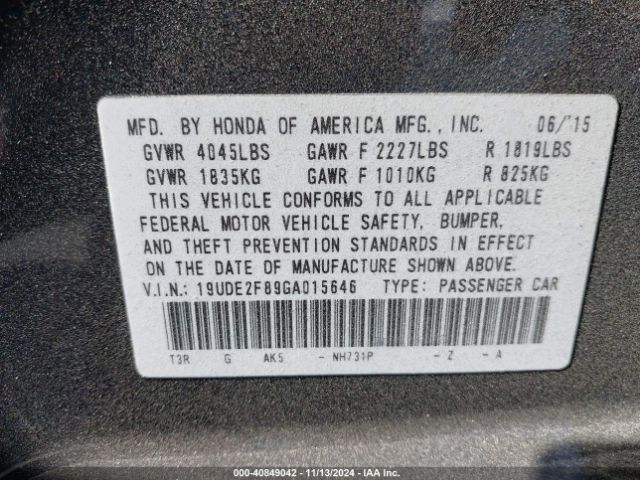 MFD. BY HONDA OF AMERICA MFG., INC. 06/'15
GVWR 4045LBS GAWR F 2227LBS R 1819LBS
GVWR 1835KG GAWR F 1010KG R 825KG
THIS VEHICLE CONFORMS TO ALL APPLICABLE
FEDERAL MOTOR VEHICLE SAFETY, BUMPER,
AND THEFT PREVENTION STANDARDS IN EFFECT
ON THE DATE OF MANUFACTURE SHOWN ABOVE.
V.I.N.: 19UDE2F89GA015646 TYPE: PASSENGER CAR
T3R G AK5 - NH731P - Z - A
000-40849042 | 11/13/2024 | IAA Inc.